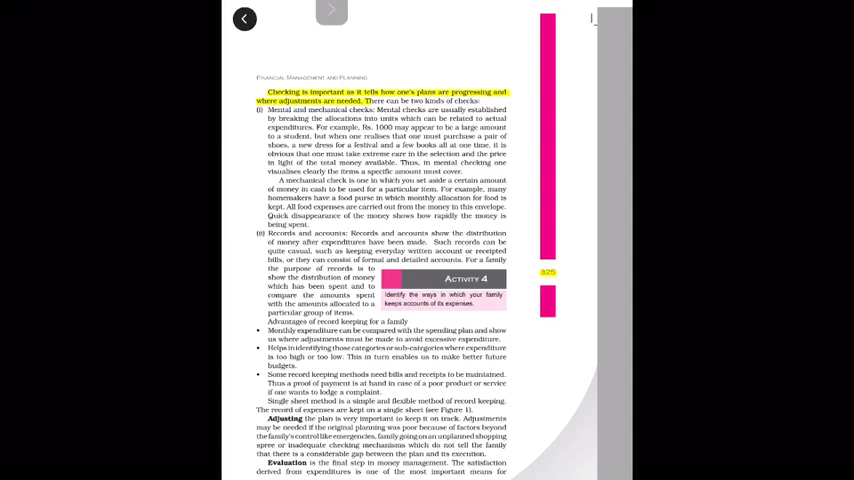 FINANCIAL MANAGEMENT AND PLANNING
Checking is important as it tells how one's plans are progressing and
where adjustments are needed. There can be two kinds of checks:
(i) Mental and mechanical checks: Mental checks are usually established
by breaking the allocations into units which can be related to actual
expenditures. For example, Rs. 1000 may appear to be a large amount
to a student, but when one realises that one must purchase a pair of
shoes, a new dress for a festival and a few books all at one time, it is
obvious that one must take extreme care in the selection and the price
in light of the total money available. Thus, in mental checking one
visualises clearly the items a specific amount must cover.
A mechanical check is one in which you set aside a certain amount
of money in cash to be used for a particular item. For example, many
homemakers have a food purse in which monthly allocation for food is
kept. All food expenses are carried out from the money in this envelope.
Quick disappearance of the money shows how rapidly the money is
being spent.
(ii) Records and accounts: Records and accounts show the distribution
of money after expenditures have been made. Such records can be
quite casual, such as keeping everyday written account or receipted
bills, or they can consist of formal and detailed accounts. For a family
the purpose of records is to
show the distribution of money
which has been spent and to
compare the amounts spent
with the amounts allocated to a
particular group of items.
ACTIVITY 4
Identify the ways in which your family
keeps accounts of its expenses.
325
Advantages of record keeping for a family
• Monthly expenditure can be compared with the spending plan and show
us where adjustments must be made to avoid excessive expenditure.
• Helps in identifying those categories or sub-categories where expenditure
is too high or too low. This in turn enables us to make better future
budgets.
• Some record keeping methods need bills and receipts to be maintained.
Thus a proof of payment is at hand in case of a poor product or service
if one wants to lodge a complaint.
Single sheet method is a simple and flexible method of record keeping.
The record of expenses are kept on a single sheet (see Figure 1).
Adjusting the plan is very important to keep it on track. Adjustments
may be needed if the original planning was poor because of factors beyond
the family's control like emergencies, family going on an unplanned shopping
spree or inadequate checking mechanisms which do not tell the family
that there is a considerable gap between the plan and its execution.
Evaluation is the final step in money management. The satisfaction
derived from expenditures is one of the most important means for